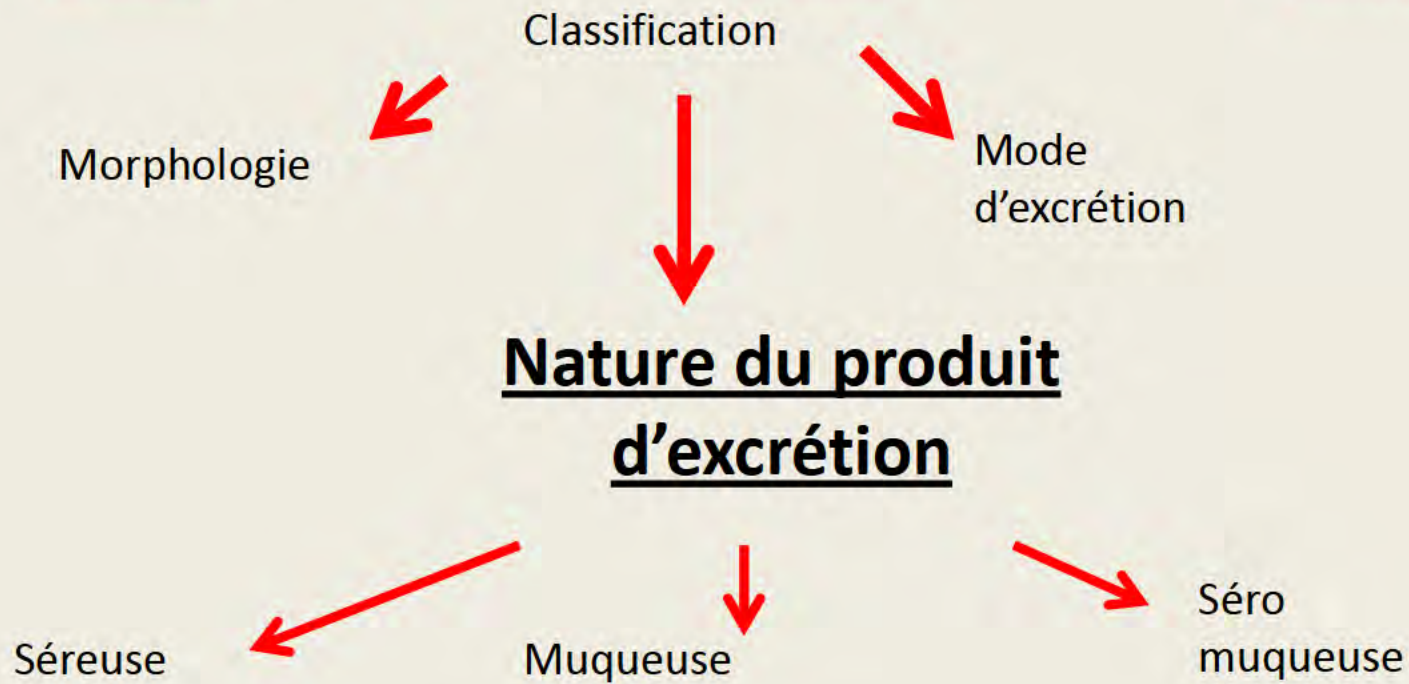 Classification
Morphologie
Mode
d'excrétion
Nature du produit
d'excrétion
Séreuse
Muqueuse
Séro
muqueuse